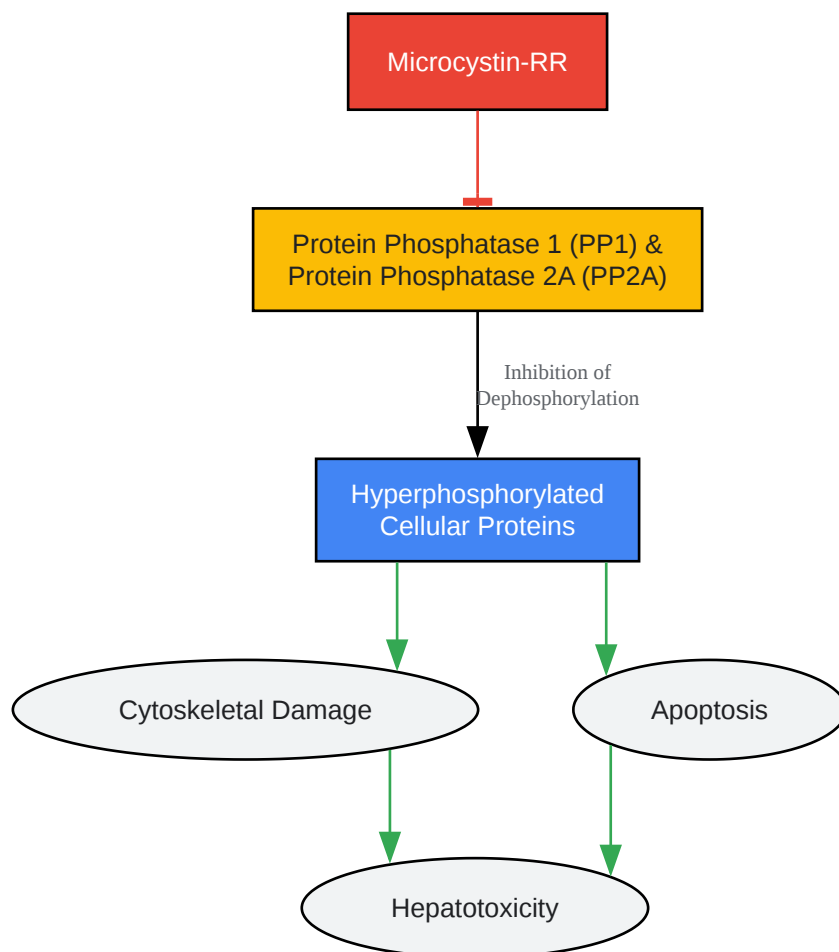 Microcystin-RR
Protein Phosphatase 1 (PP1) &
Protein Phosphatase 2A (PP2A)
Inhibition of
Dephosphorylation
Hyperphosphorylated
Cellular Proteins
Cytoskeletal Damage
Apoptosis
Hepatotoxicity